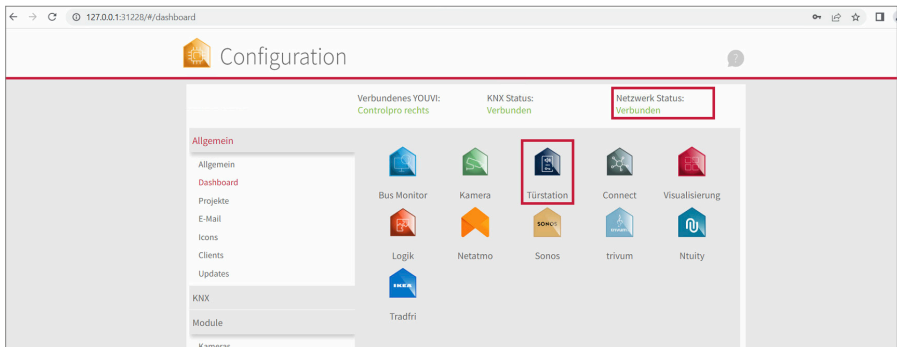 127.0.0.1:31228/#/dashboard
Configuration
?
Verbundenes YOUVI:
Controlpro rechts
KNX Status:
Verbunden
Netzwerk Status:
Verbunden
Allgemein
Allgemein
Dashboard
Projekte
E-Mail
Icons
Clients
Updates
KNX
Module
Kameras
Bus Monitor
Kamera
Türstation
Connect
Visualisierung
SONOS
Logik
Netatmo
Sonos
trivum
Ntuity
IKEA
Tradfri